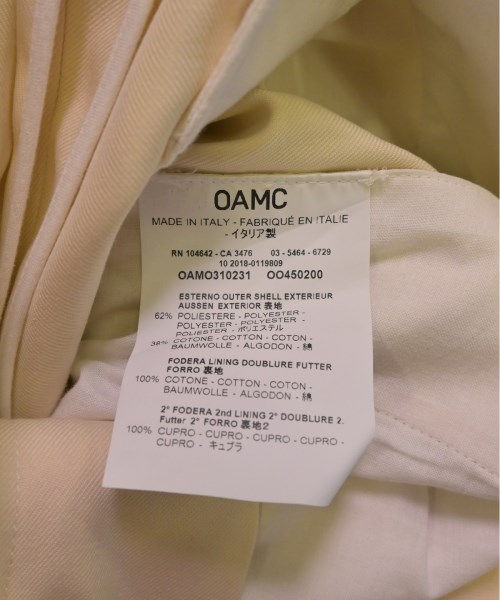 OAMC
MADE IN ITALY - FABRIQUÉ EN ITALIE
- イタリア製
RN 104642 - CA 3476 03 - 5464 - 6729
10 2018-0119809
OAMO310231 OO450200
ESTERNO OUTER SHELL EXTERIEUR
AUSSEN EXTERIOR 表地
62% POLIESTERE - POLYESTER -
POLYESTER - POLYESTER -
POLIESTER - ポリエステル
38% COTONE - COTTON - COTON -
BAUMWOLLE - ALGODON - 綿
FODERA LINING DOUBLURE FUTTER
FORRO 裏地
100% COTONE - COTTON - COTON -
BAUMWOLLE - ALGODON - 綿
2° FODERA 2nd LINING 2° DOUBLURE 2.
Futter 2° FORRO 裏地2
100% CUPRO - CUPRO - CUPRO - CUPRO -
CUPRO - キュプラ